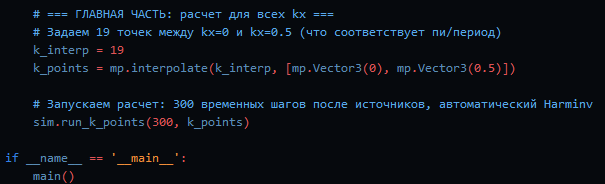 # === ГЛАВНАЯ ЧАСТЬ: расчет для всех kx ===
# Задаем 19 точек между kx=0 и kx=0.5 (что соответствует пи/период)
k_interp = 19
k_points = mp.interpolate(k_interp, [mp.Vector3(0), mp.Vector3(0.5)])
# Запускаем расчет: 300 временных шагов после источников, автоматический Harminv
sim.run_k_points(300, k_points)
if __name__ == '__main__':
main()